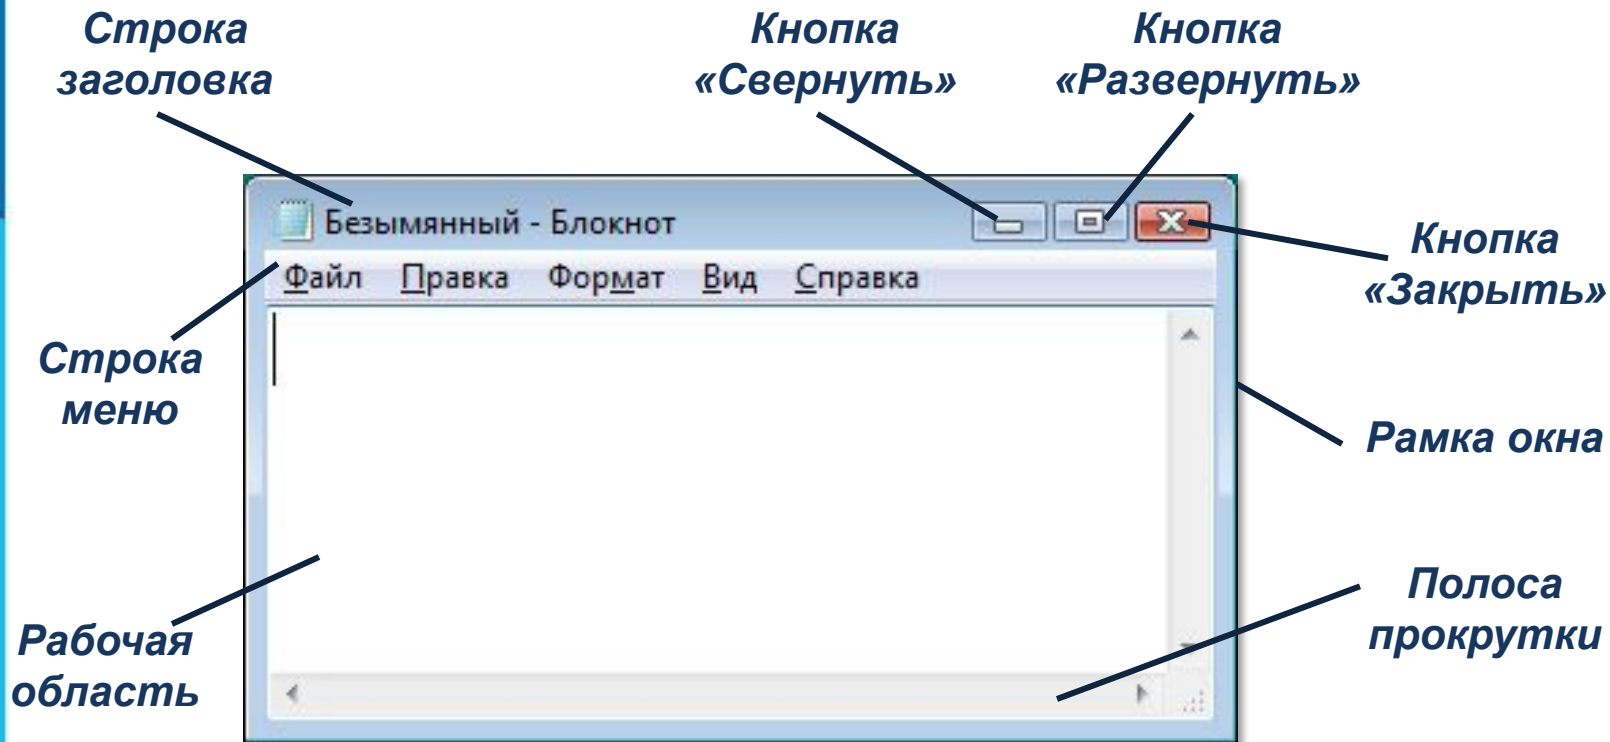 Строка
заголовка
Кнопка
«Свернуть»
Кнопка
«Развернуть»
Безымянный - Блокнот
Файл Правка Формат Вид Справка
Кнопка
«Закрыть»
Строка
меню
Рамка окна
Рабочая
область
Полоса
прокрутки